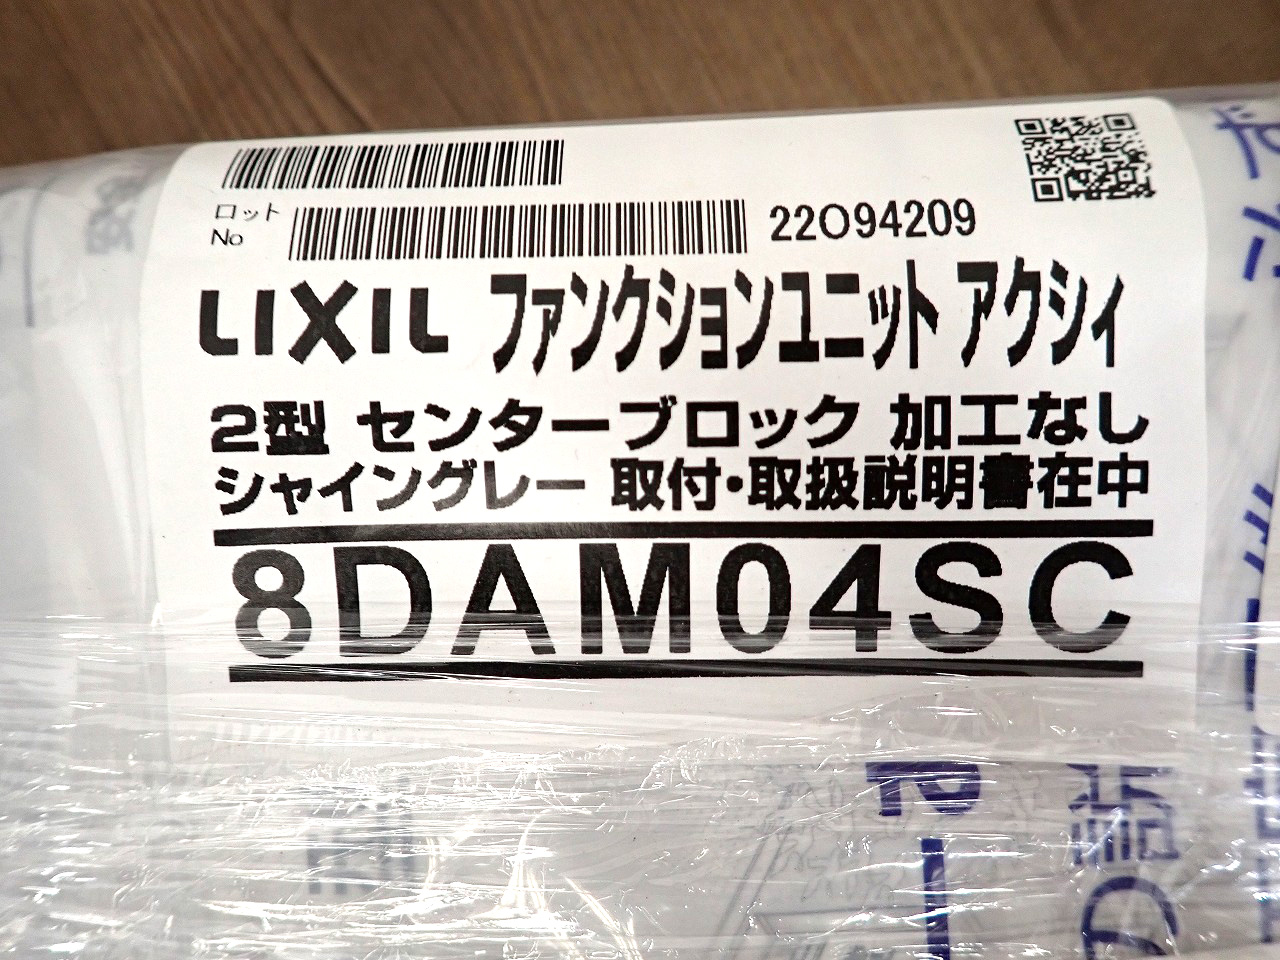 ロット
No
22094209
LIXIL ファンクションユニット アクシィ
2型 センターブロック 加工なし
シャイングレー 取付・取扱説明書在中
8DAM04SC